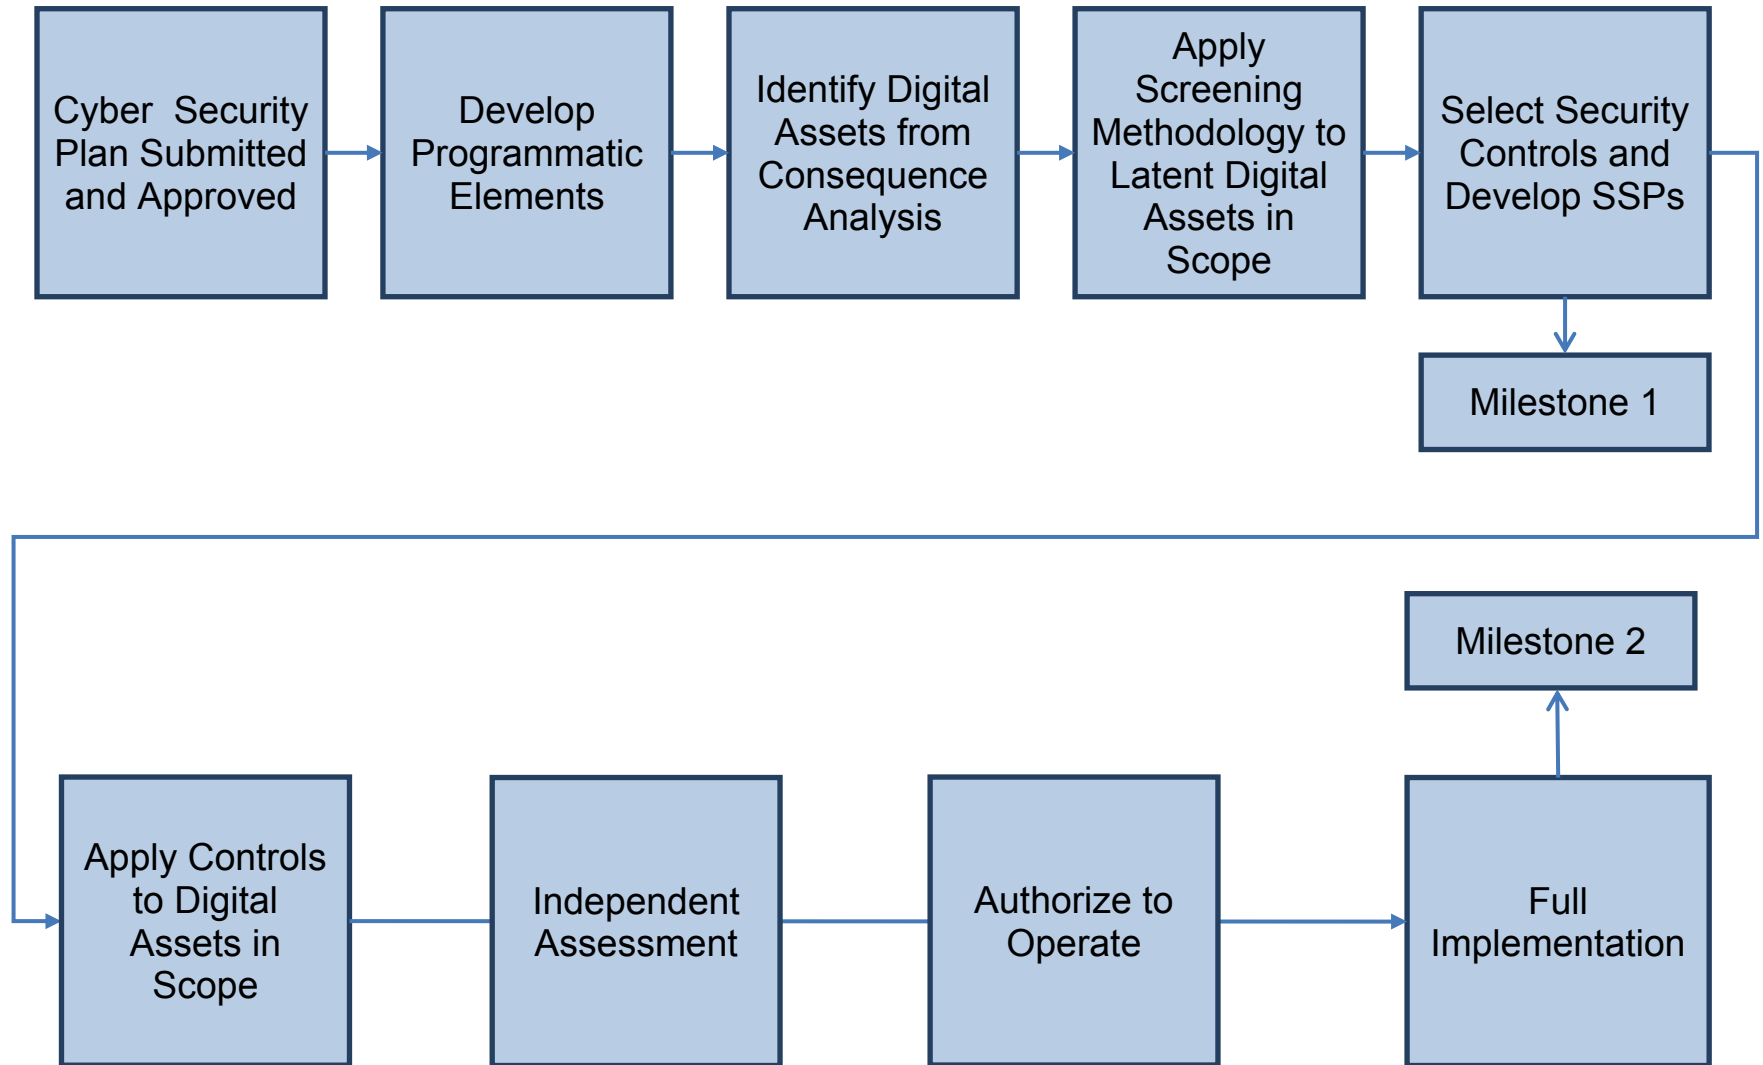 Cyber Security
Plan Submitted
and Approved
Develop
Programmatic
Elements
Identify Digital
Assets from
Consequence
Analysis
Apply
Screening
Methodology to
Latent Digital
Assets in
Scope
Select Security
Controls and
Develop SSPs
Milestone 1
Milestone 2
Apply Controls
to Digital
Assets in
Scope
Independent
Assessment
Authorize to
Operate
Full
Implementation